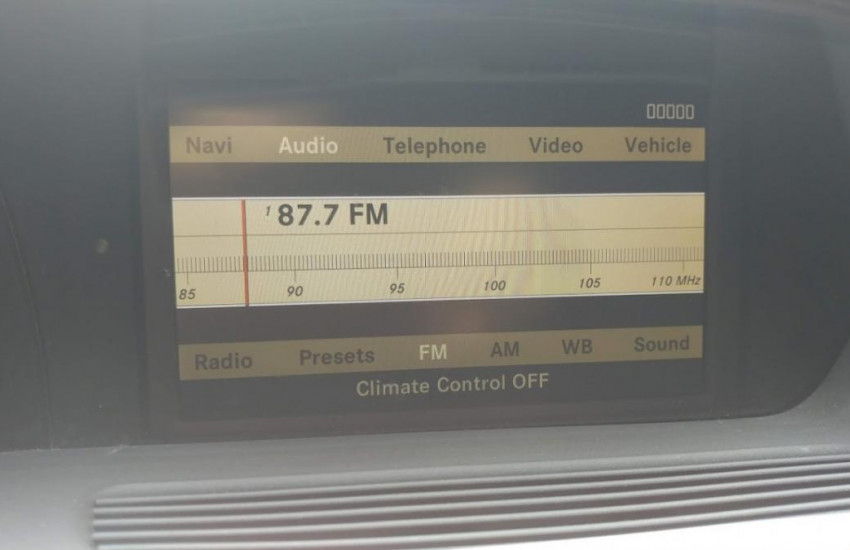 Navi Audio Telephone Video Vehicle
1 87.7 FM
85 90 95 100 105 110 MHz
Radio Presets FM AM WB Sound
Climate Control OFF